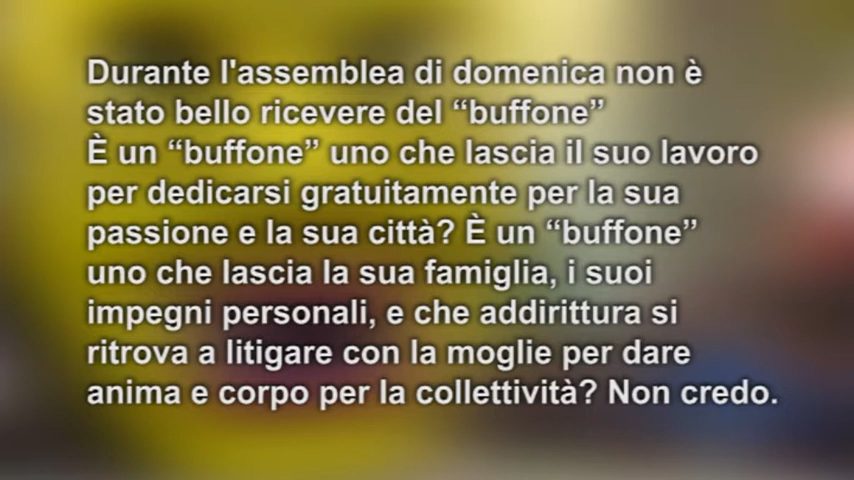 Durante l'assemblea di domenica non è
stato bello ricevere del “buffone”
È un “buffone” uno che lascia il suo lavoro
per dedicarsi gratuitamente per la sua
passione e la sua città? È un “buffone”
uno che lascia la sua famiglia, i suoi
impegni personali, e che addirittura si
ritrova a litigare con la moglie per dare
anima e corpo per la collettività? Non credo.